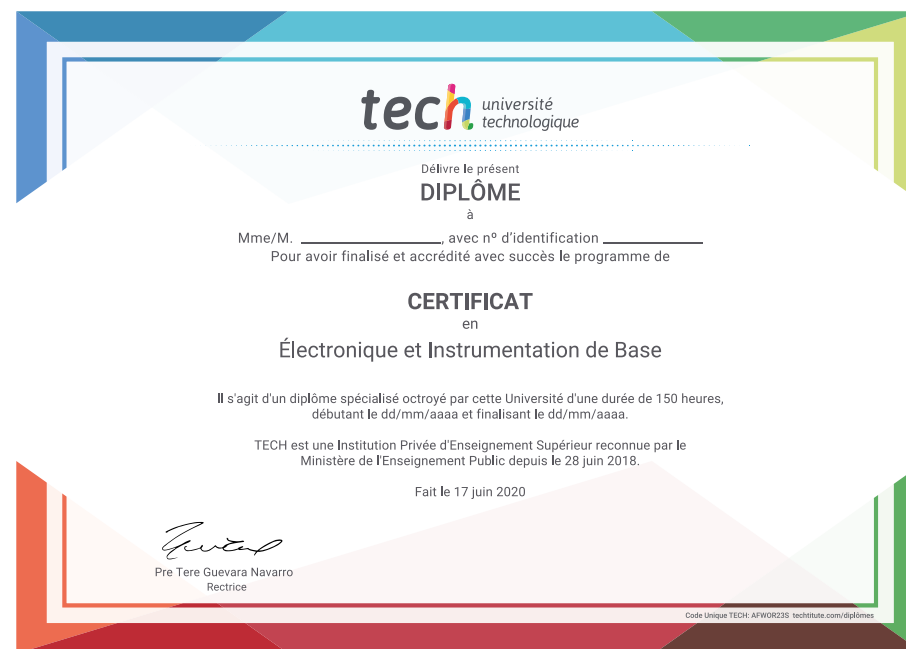 tech université
technologique
Délivre le présent
DIPLÔME
à
Mme/M. ____________________, avec nº d'identification ______________
Pour avoir finalisé et accrédité avec succès le programme de
CERTIFICAT
en
Électronique et Instrumentation de Base
Il s'agit d'un diplôme spécialisé octroyé par cette Université d'une durée de 150 heures,
débutant le dd/mm/aaaa et finalisant le dd/mm/aaaa.
TECH est une Institution Privée d'Enseignement Supérieur reconnue par le
Ministère de l'Enseignement Public depuis le 28 juin 2018.
Fait le 17 juin 2020
Pre Tere Guevara Navarro
Rectrice
Code Unique TECH: AFWOR23S techtitute.com/diplômes